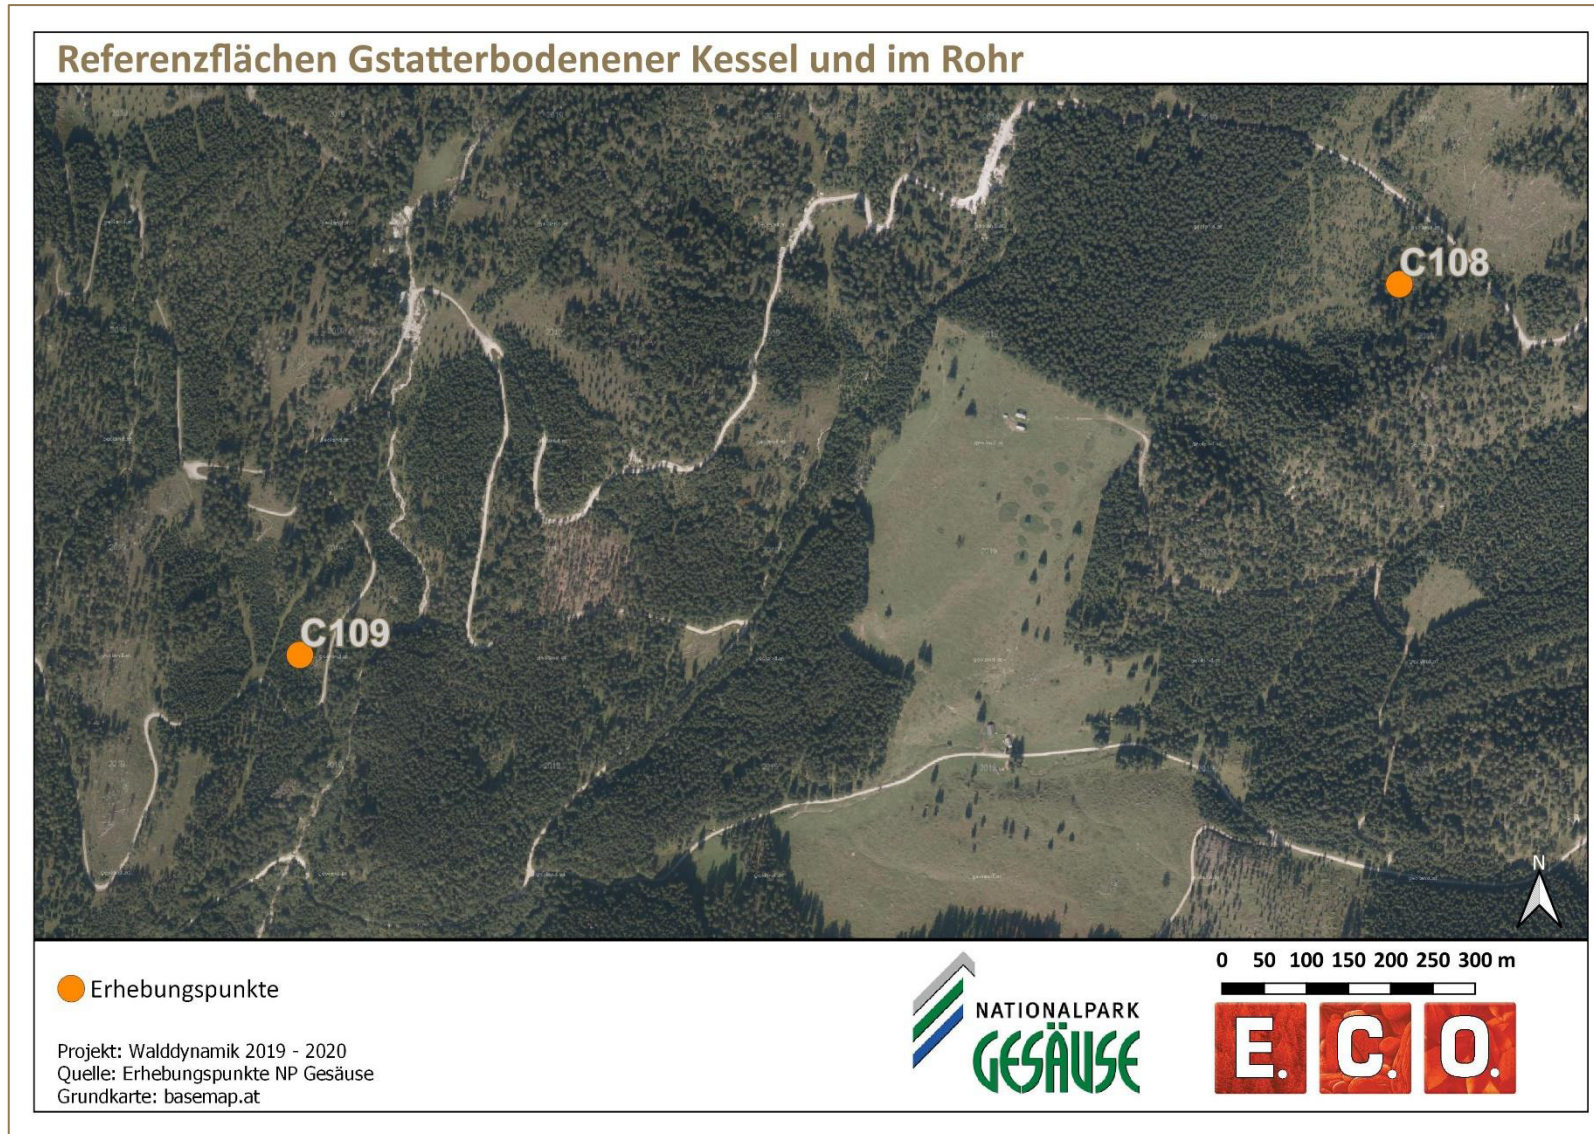 Referenzflächen Gstatterbodenener Kessel und im Rohr
C108
C109
N
Erhebungspunkte
Projekt: Walddynamik 2019 - 2020
Quelle: Erhebungspunkte NP Gesäuse
Grundkarte: basemap.at
NATIONALPARK
GESÄUSE
0 50 100 150 200 250 300 m
E. C. O.